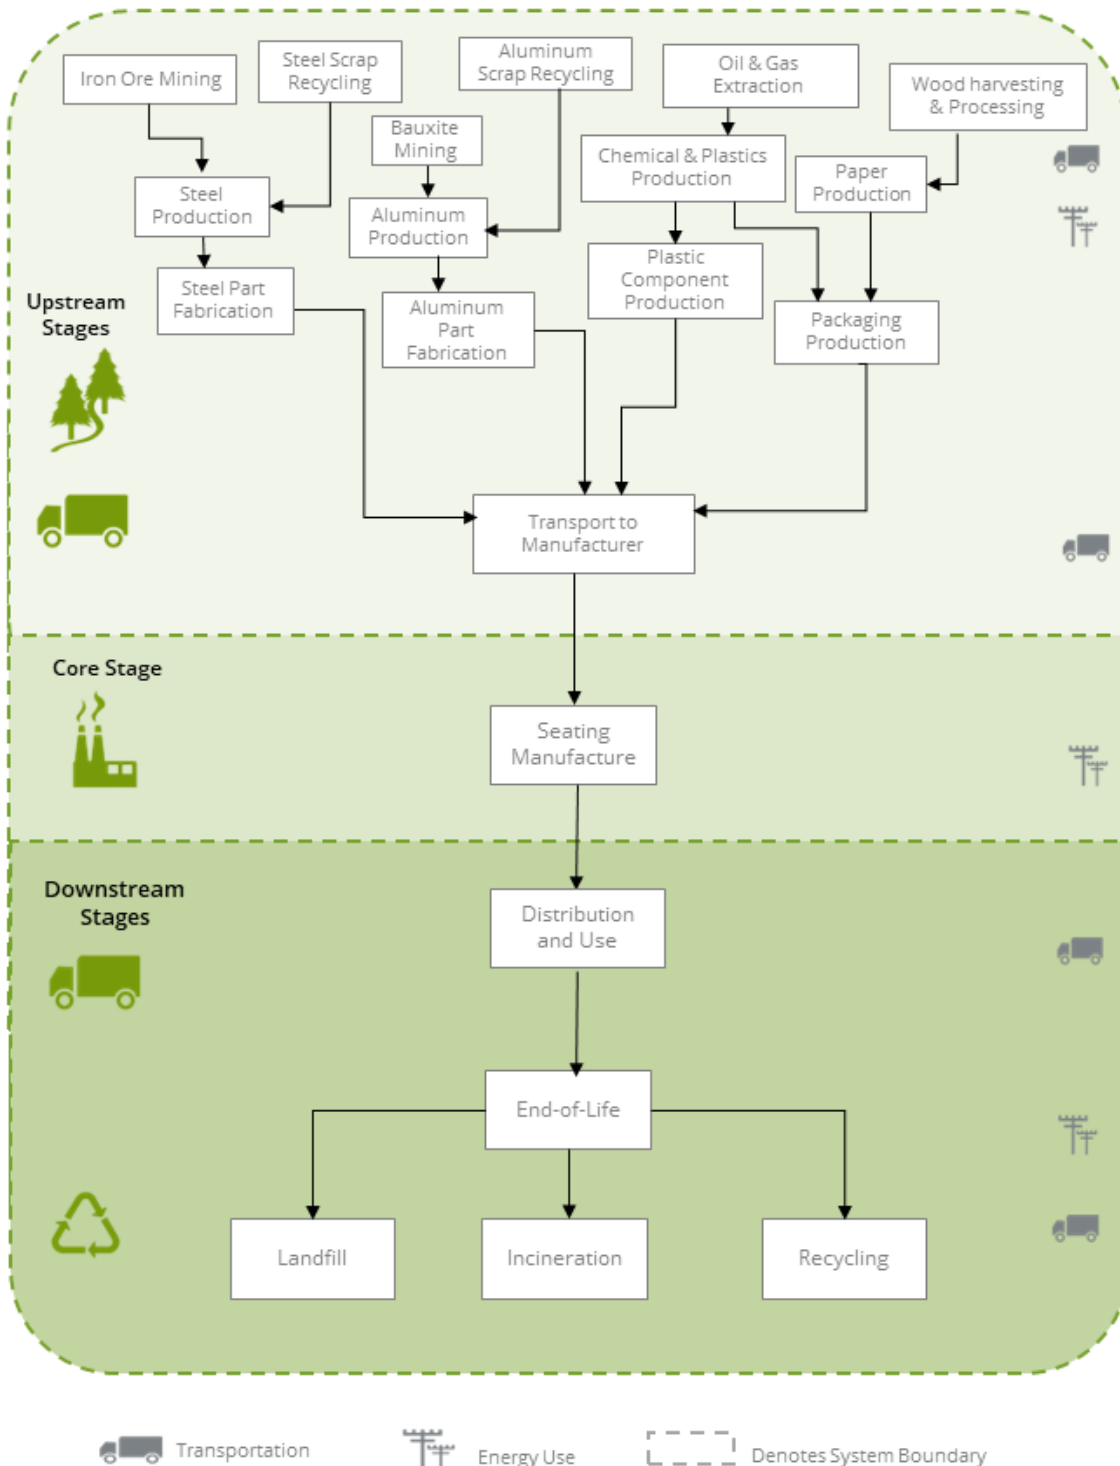 Iron Ore Mining
Steel Scrap
Recycling
Aluminum
Scrap Recycling
Oil & Gas
Extraction
Wood harvesting
& Processing
Bauxite
Mining
Chemical & Plastics
Production
Paper
Production
Steel
Production
Aluminum
Production
Plastic
Component
Production
Steel Part
Fabrication
Aluminum
Part
Fabrication
Packaging
Production
Upstream
Stages
Transport to
Manufacturer
Core Stage
Seating
Manufacture
Downstream
Stages
Distribution
and Use
End-of-Life
Landfill
Incineration
Recycling
Transportation
Energy Use
Denotes System Boundary